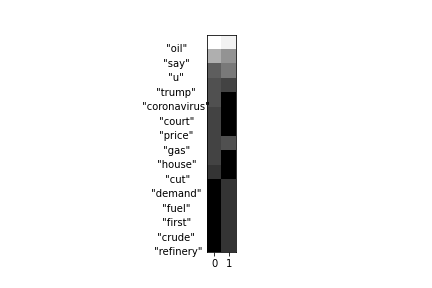 "oil"
"say"
"u"
"trump"
"coronavirus"
"court"
"price"
"gas"
"house"
"cut"
"demand"
"fuel"
"first"
"crude"
"refinery"
0 1